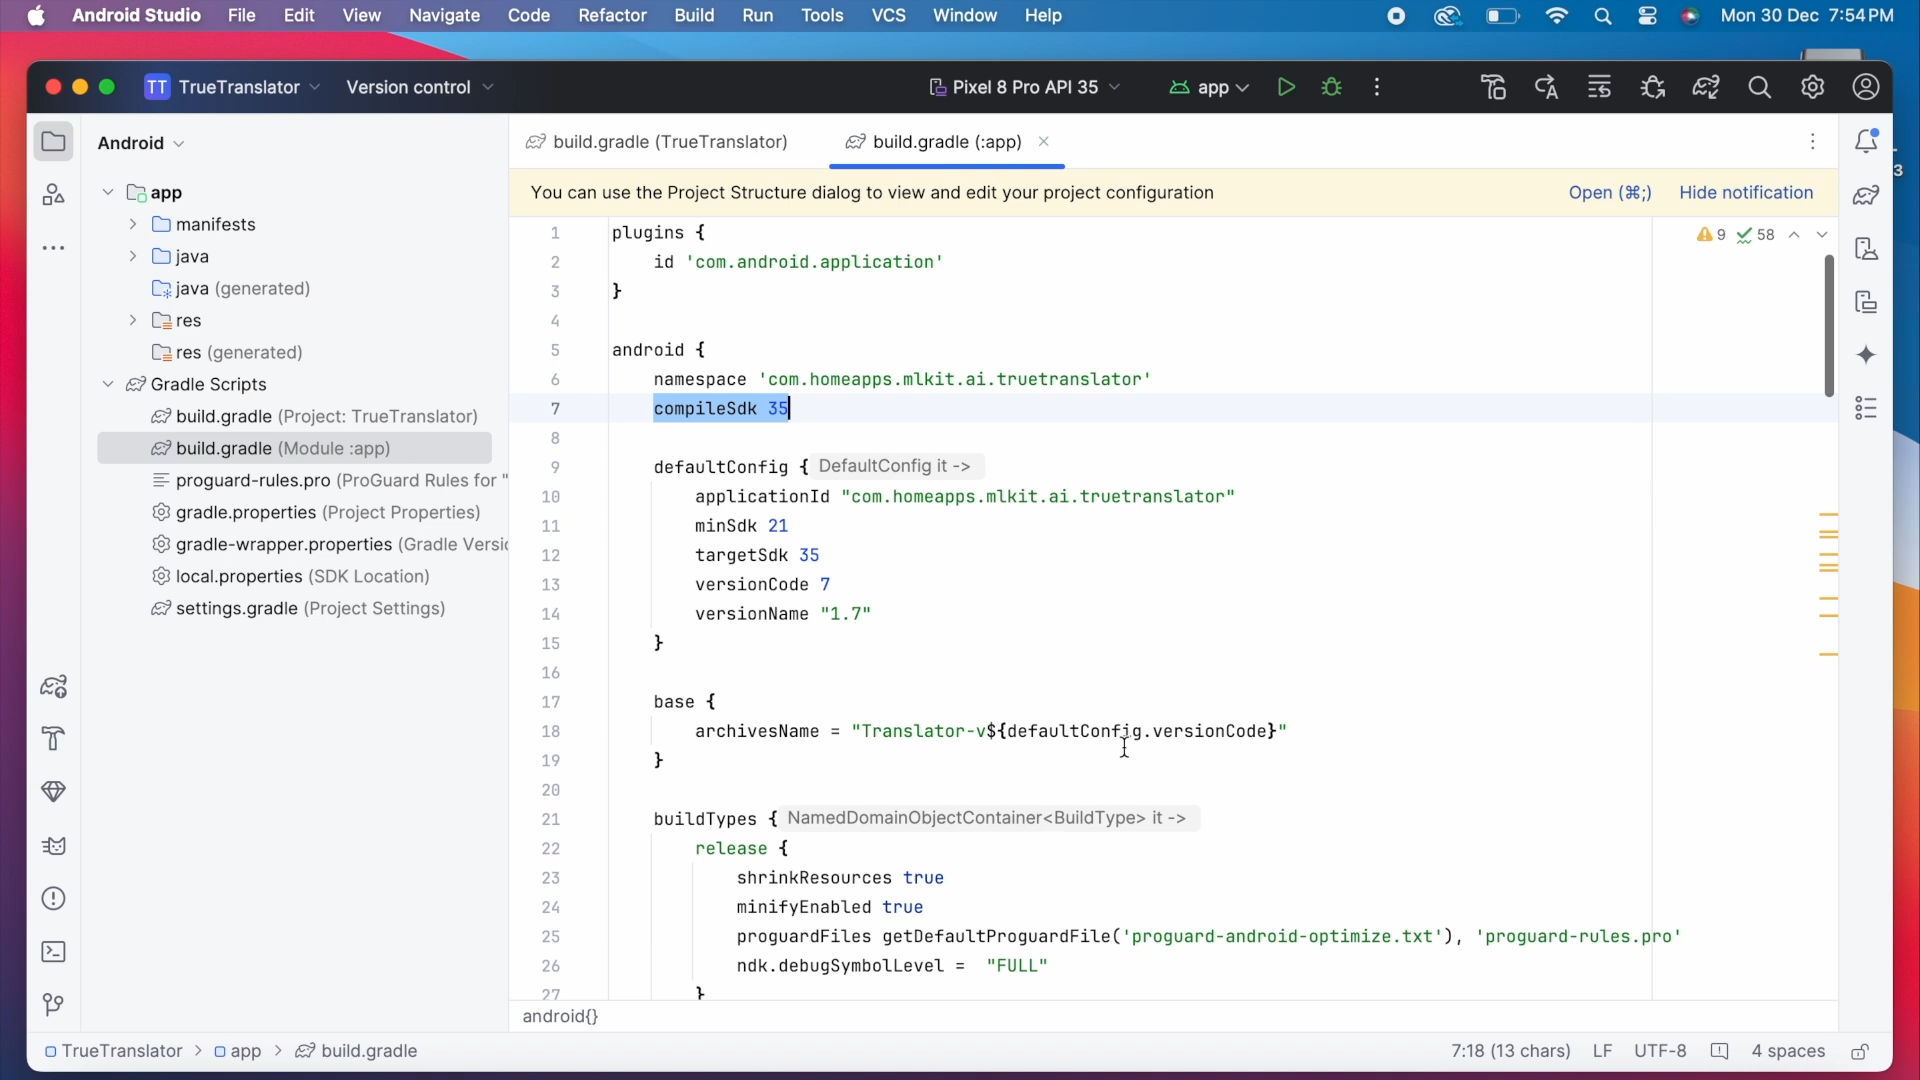 Android Studio File Edit View Navigate Code Refactor Build Run Tools VCS Window Help Mon 30 Dec 7:54 PM
TT TrueTranslator Version control Pixel 8 Pro API 35 app
Android
build.gradle (TrueTranslator) build.gradle (:app)
You can use the Project Structure dialog to view and edit your project configuration Open (⌘;) Hide notification
3
app
manifests
java
java (generated)
res
res (generated)
Gradle Scripts
build.gradle (Project: TrueTranslator)
build.gradle (Module :app)
proguard-rules.pro (ProGuard Rules for "
gradle.properties (Project Properties)
gradle-wrapper.properties (Gradle Versic
local.properties (SDK Location)
settings.gradle (Project Settings)
9 58
1 plugins {
2 id 'com.android.application'
3 }
4
5 android {
6 namespace 'com.homeapps.mlkit.ai.truetranslator'
7 compileSdk 35
8
9 defaultConfig { DefaultConfig it ->
10 applicationId "com.homeapps.mlkit.ai.truetranslator"
11 minSdk 21
12 targetSdk 35
13 versionCode 7
14 versionName "1.7"
15 }
16
17 base {
18 archivesName = "Translator-v${defaultConfig.versionCode}"
19 }
20
21 buildTypes { NamedDomainObjectContainer<BuildType> it ->
22 release {
23 shrinkResources true
24 minifyEnabled true
25 proguardFiles getDefaultProguardFile('proguard-android-optimize.txt'), 'proguard-rules.pro'
26 ndk.debugSymbolLevel = "FULL"
27 }
android{}
TrueTranslator > app > build.gradle 7:18 (13 chars) LF UTF-8 4 spaces